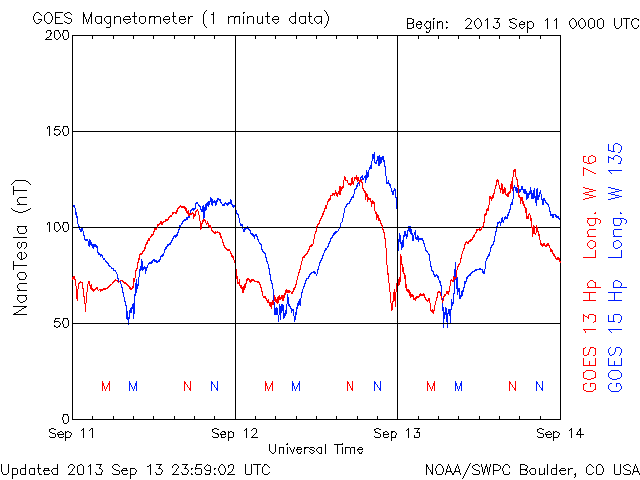 GOES Magnetometer (1 minute data)
Begin: 2013 Sep 11 0000 UTC
200
150
100
50
0
NanoTesla (nT)
M M N N M M N N M M N N
Sep 11 Sep 12 Sep 13 Sep 14
Universal Time
GOES 13 Hp Long. W 76
GOES 15 Hp Long. W 135
Updated 2013 Sep 13 23:59:02 UTC
NOAA/SWPC Boulder, CO USA